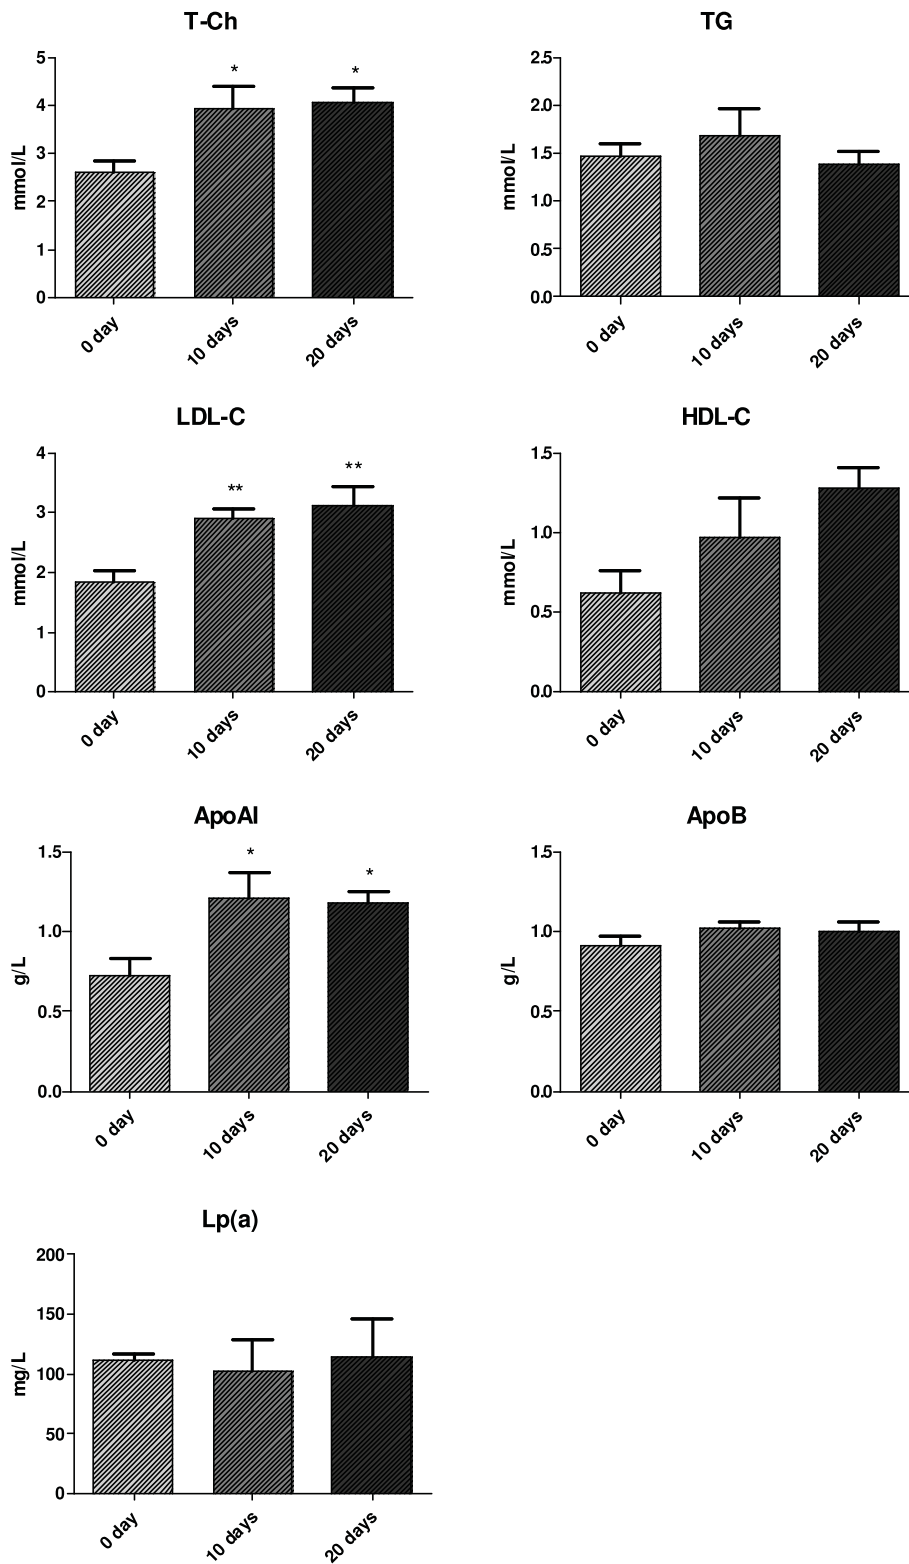 T-Ch
5
4
3
2
1
0
mmol/L
*
*
0 day
10 days
20 days
TG
2.5
2.0
1.5
1.0
0.5
0.0
mmol/L
0 day
10 days
20 days
LDL-C
4
3
2
1
0
mmol/L
**
**
0 day
10 days
20 days
HDL-C
1.5
1.0
0.5
0.0
mmol/L
0 day
10 days
20 days
ApoAI
1.5
1.0
0.5
0.0
g/L
*
*
0 day
10 days
20 days
ApoB
1.5
1.0
0.5
0.0
g/L
0 day
10 days
20 days
Lp(a)
200
150
100
50
0
mg/L
0 day
10 days
20 days